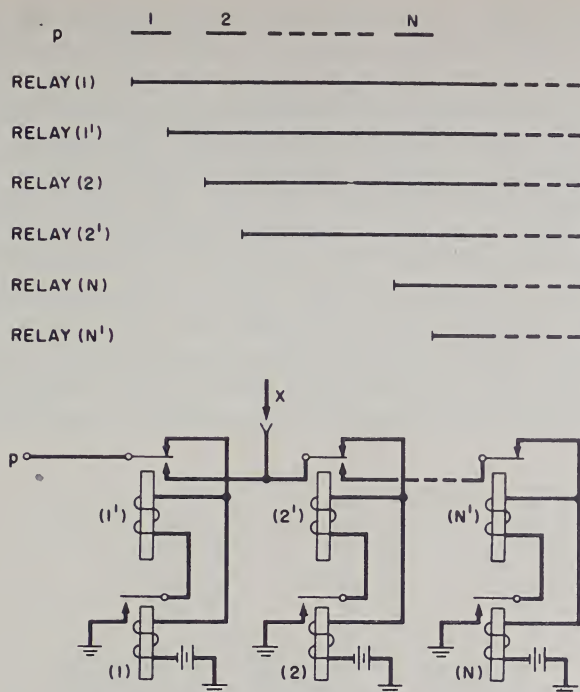 1 2 N
p
RELAY (1)
RELAY (1')
RELAY (2)
RELAY (2')
RELAY (N)
RELAY (N')
X
p
(1') (2') (N')
(1) (2) (N)